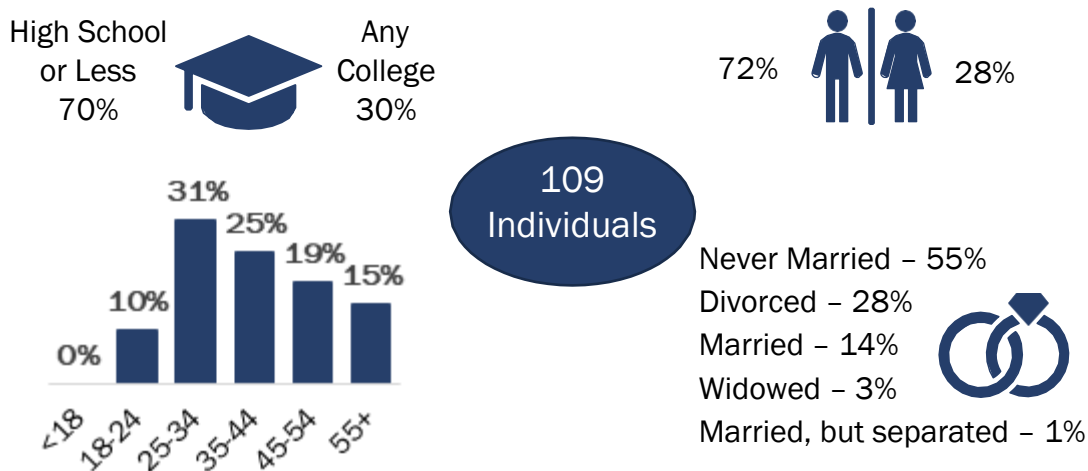 High School
or Less
70%
Any
College
30%
72%
28%
109
Individuals
31%
25%
19%
15%
10%
0%
<18
18-24
25-34
35-44
45-54
55+
Never Married – 55%
Divorced – 28%
Married – 14%
Widowed – 3%
Married, but separated – 1%